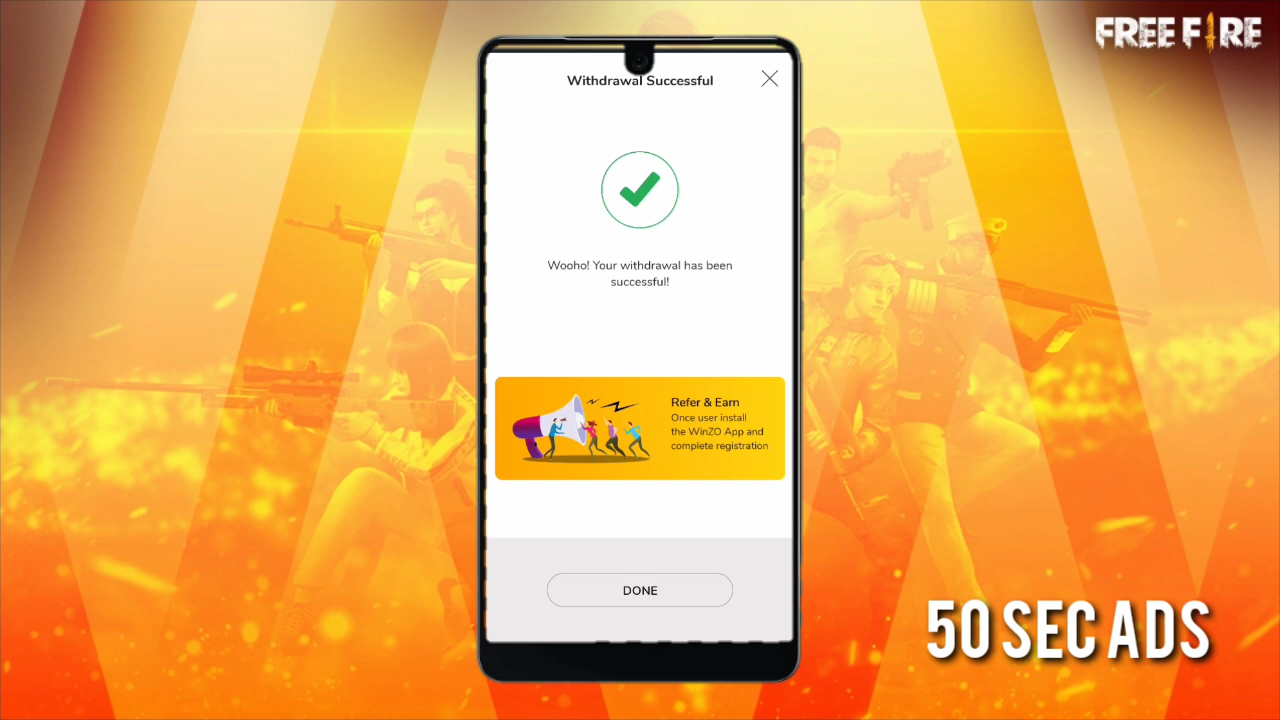 FREE FIRE
Withdrawal Successful
Wooho! Your withdrawal has been
successful!
Refer & Earn
Once user install
the WinZO App and
complete registration
DONE
50 SEC ADS